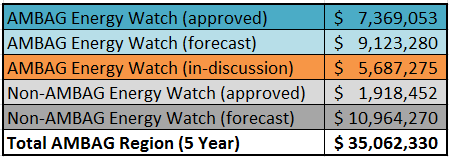 AMBAG Energy Watch (approved) $ 7,369,053
AMBAG Energy Watch (forecast) $ 9,123,280
AMBAG Energy Watch (in-discussion) $ 5,687,275
Non-AMBAG Energy Watch (approved) $ 1,918,452
Non-AMBAG Energy Watch (forecast) $ 10,964,270
Total AMBAG Region (5 Year) $ 35,062,330